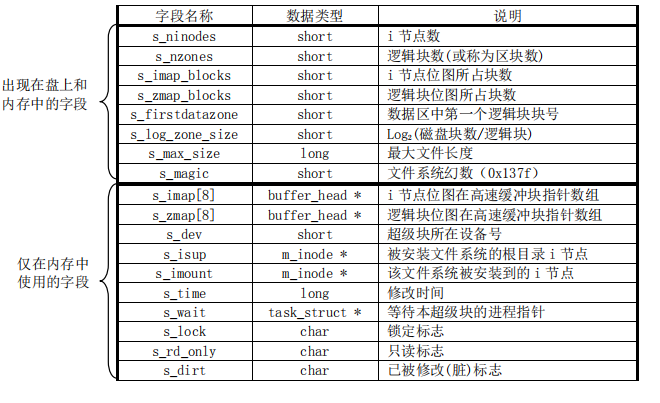 字段名称 数据类型 说明
s_ninodes short i 节点数
s_nzones short 逻辑块数(或称为区块数)
s_imap_blocks short i 节点位图所占块数
s_zmap_blocks short 逻辑块位图所占块数
s_firstdatazone short 数据区中第一个逻辑块块号
s_log_zone_size short Log₂(磁盘块数/逻辑块)
s_max_size long 最大文件长度
s_magic short 文件系统幻数（0x137f）
出现在盘上和
内存中的字段
s_imap[8] buffer_head * i 节点位图在高速缓冲块指针数组
s_zmap[8] buffer_head * 逻辑块位图在高速缓冲块指针数组
s_dev short 超级块所在设备号
s_isup m_inode * 被安装文件系统的根目录 i 节点
s_imount m_inode * 该文件系统被安装到的 i 节点
s_time long 修改时间
s_wait task_struct * 等待本超级块的进程指针
s_lock char 锁定标志
s_rd_only char 只读标志
s_dirt char 已被修改(脏)标志
仅在内存中
使用的字段